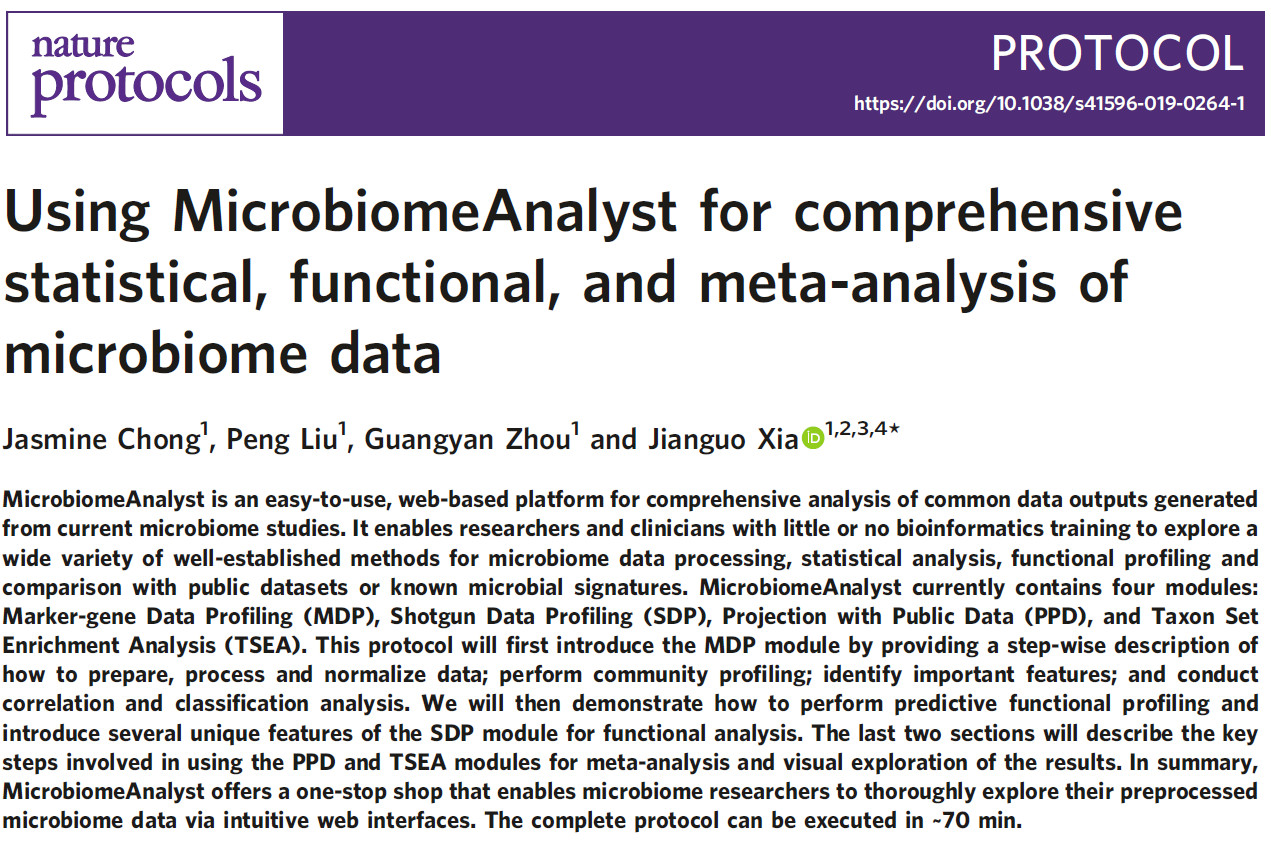 nature
protocols
PROTOCOL
https://doi.org/10.1038/s41596-019-0264-1
Using MicrobiomeAnalyst for comprehensive
statistical, functional, and meta-analysis of
microbiome data
Jasmine Chong1, Peng Liu1, Guangyan Zhou1 and Jianguo Xia iD 1,2,3,4★
MicrobiomeAnalyst is an easy-to-use, web-based platform for comprehensive analysis of common data outputs generated
from current microbiome studies. It enables researchers and clinicians with little or no bioinformatics training to explore a
wide variety of well-established methods for microbiome data processing, statistical analysis, functional profiling and
comparison with public datasets or known microbial signatures. MicrobiomeAnalyst currently contains four modules:
Marker-gene Data Profiling (MDP), Shotgun Data Profiling (SDP), Projection with Public Data (PPD), and Taxon Set
Enrichment Analysis (TSEA). This protocol will first introduce the MDP module by providing a step-wise description of
how to prepare, process and normalize data; perform community profiling; identify important features; and conduct
correlation and classification analysis. We will then demonstrate how to perform predictive functional profiling and
introduce several unique features of the SDP module for functional analysis. The last two sections will describe the key
steps involved in using the PPD and TSEA modules for meta-analysis and visual exploration of the results. In summary,
MicrobiomeAnalyst offers a one-stop shop that enables microbiome researchers to thoroughly explore their preprocessed
microbiome data via intuitive web interfaces. The complete protocol can be executed in ~70 min.